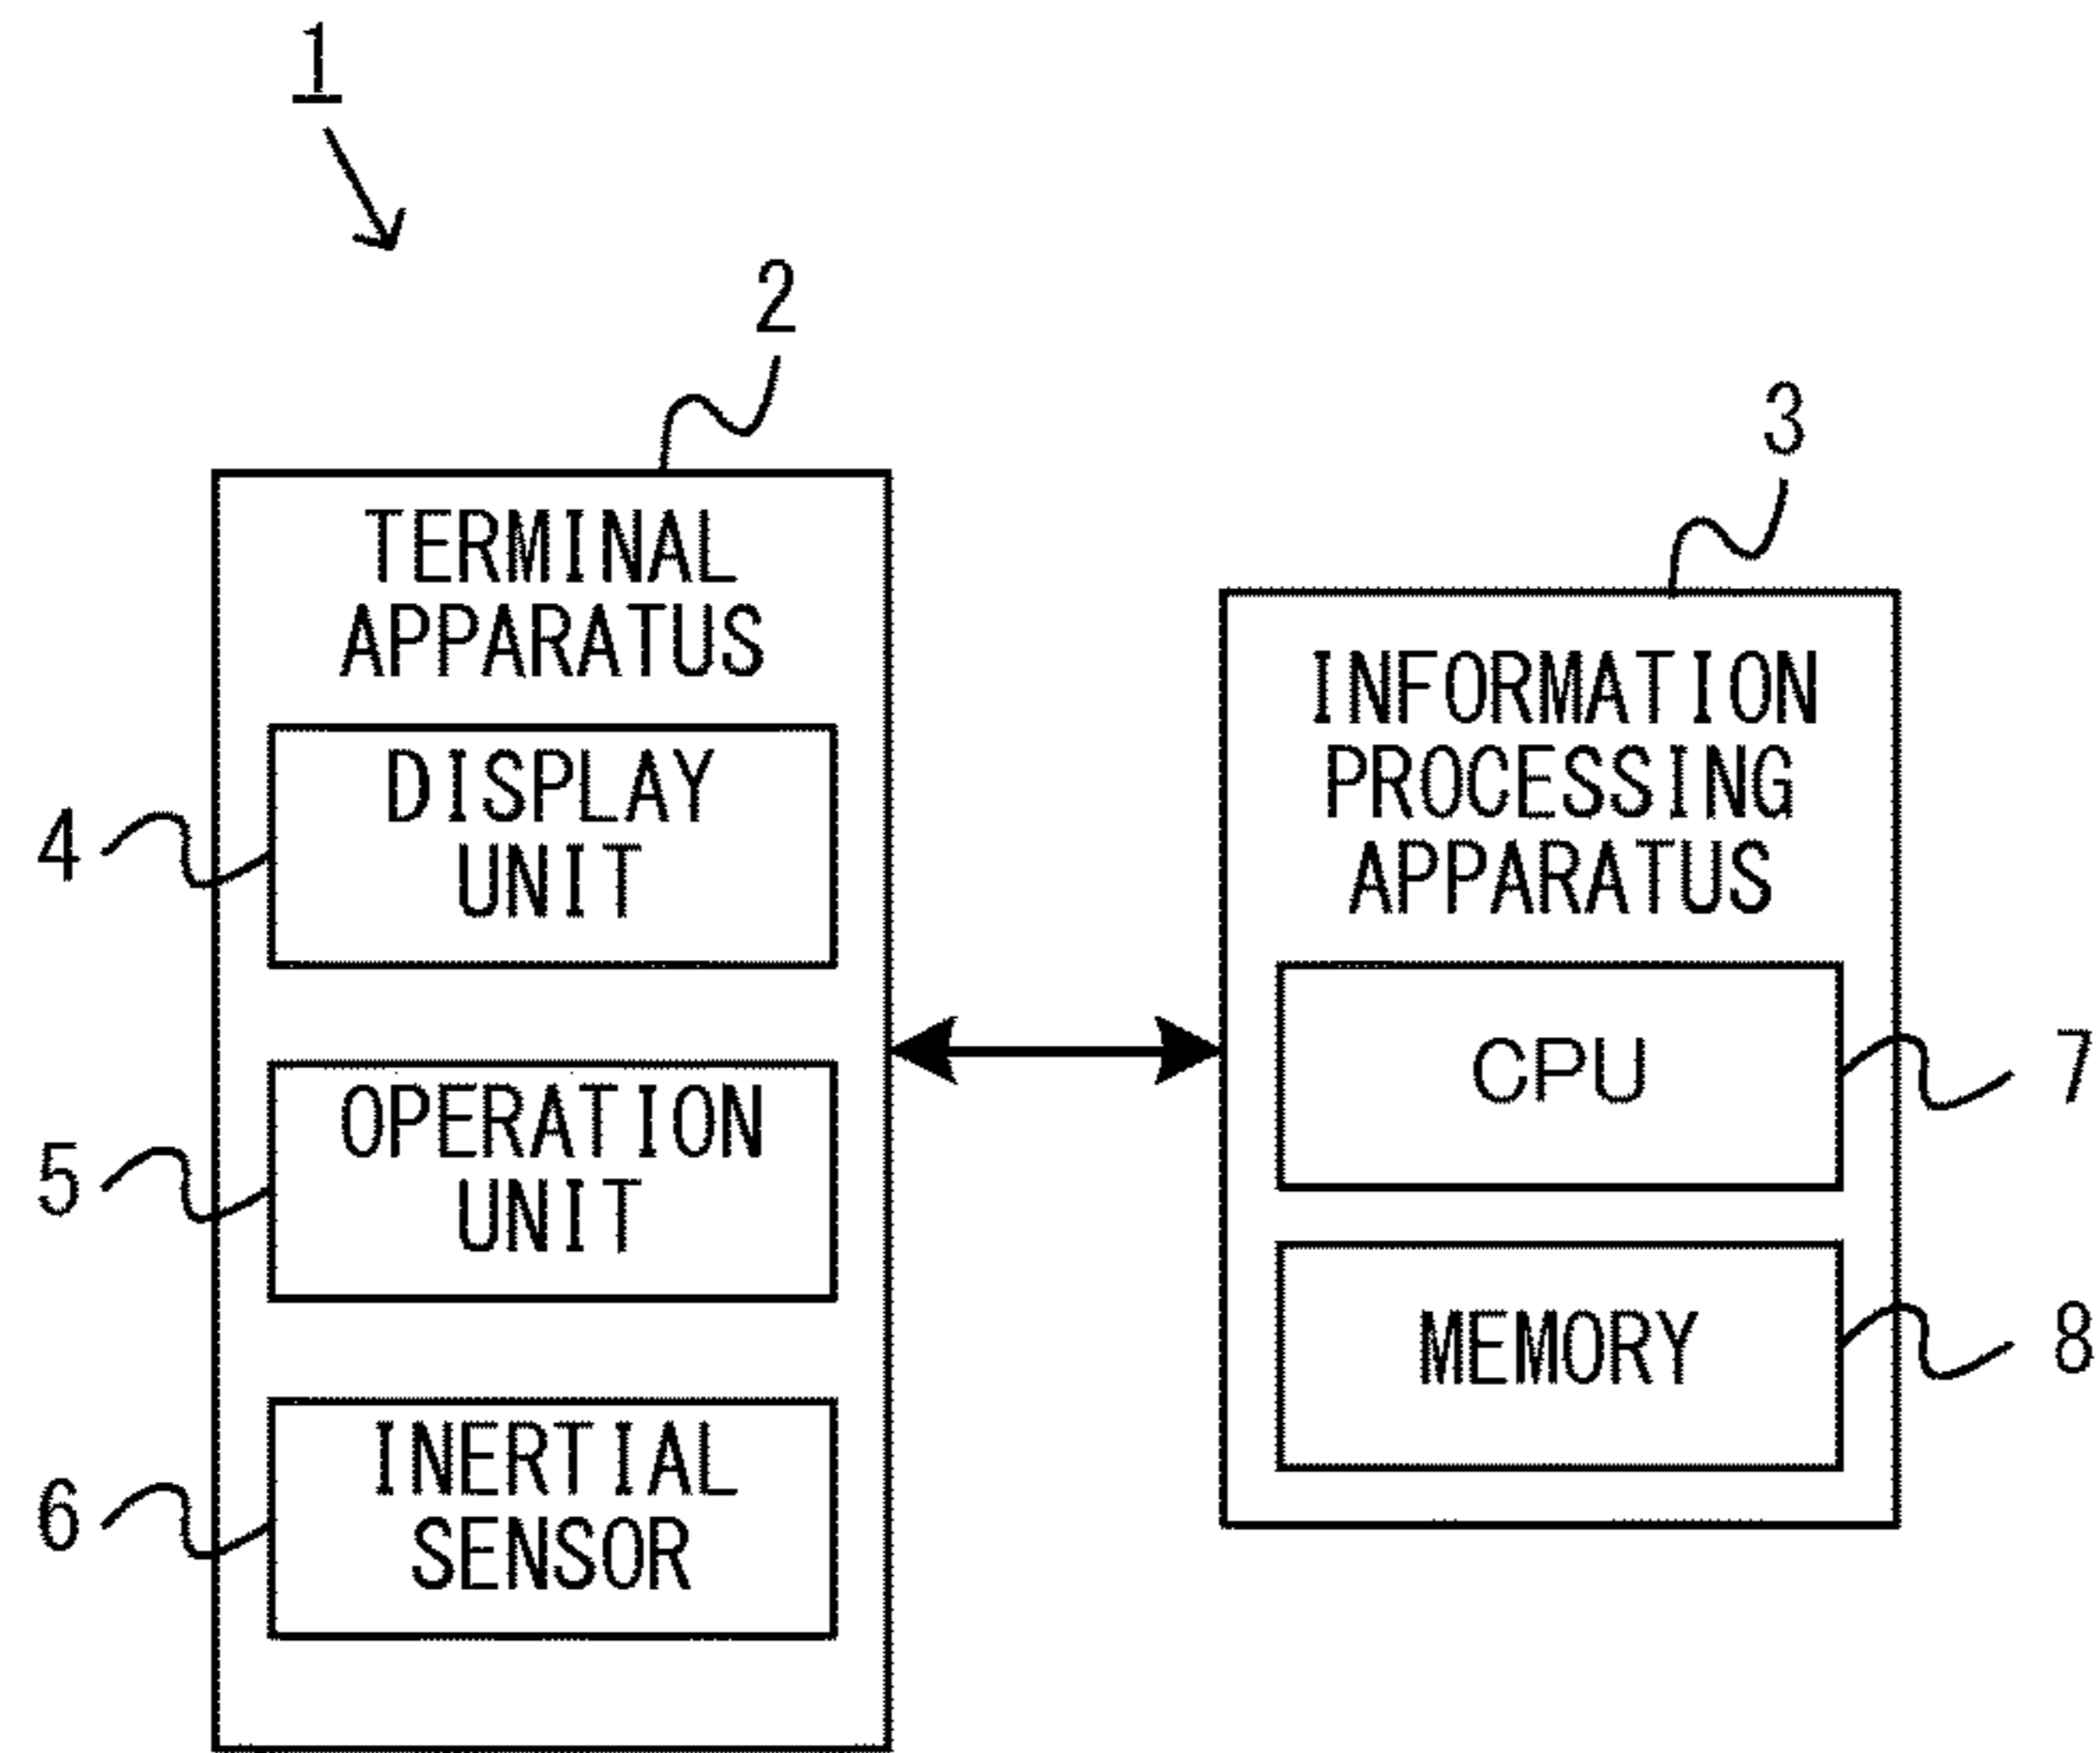 1
2
TERMINAL
APPARATUS
4
DISPLAY
UNIT
5
OPERATION
UNIT
6
INERTIAL
SENSOR
3
INFORMATION
PROCESSING
APPARATUS
CPU
7
MEMORY
8